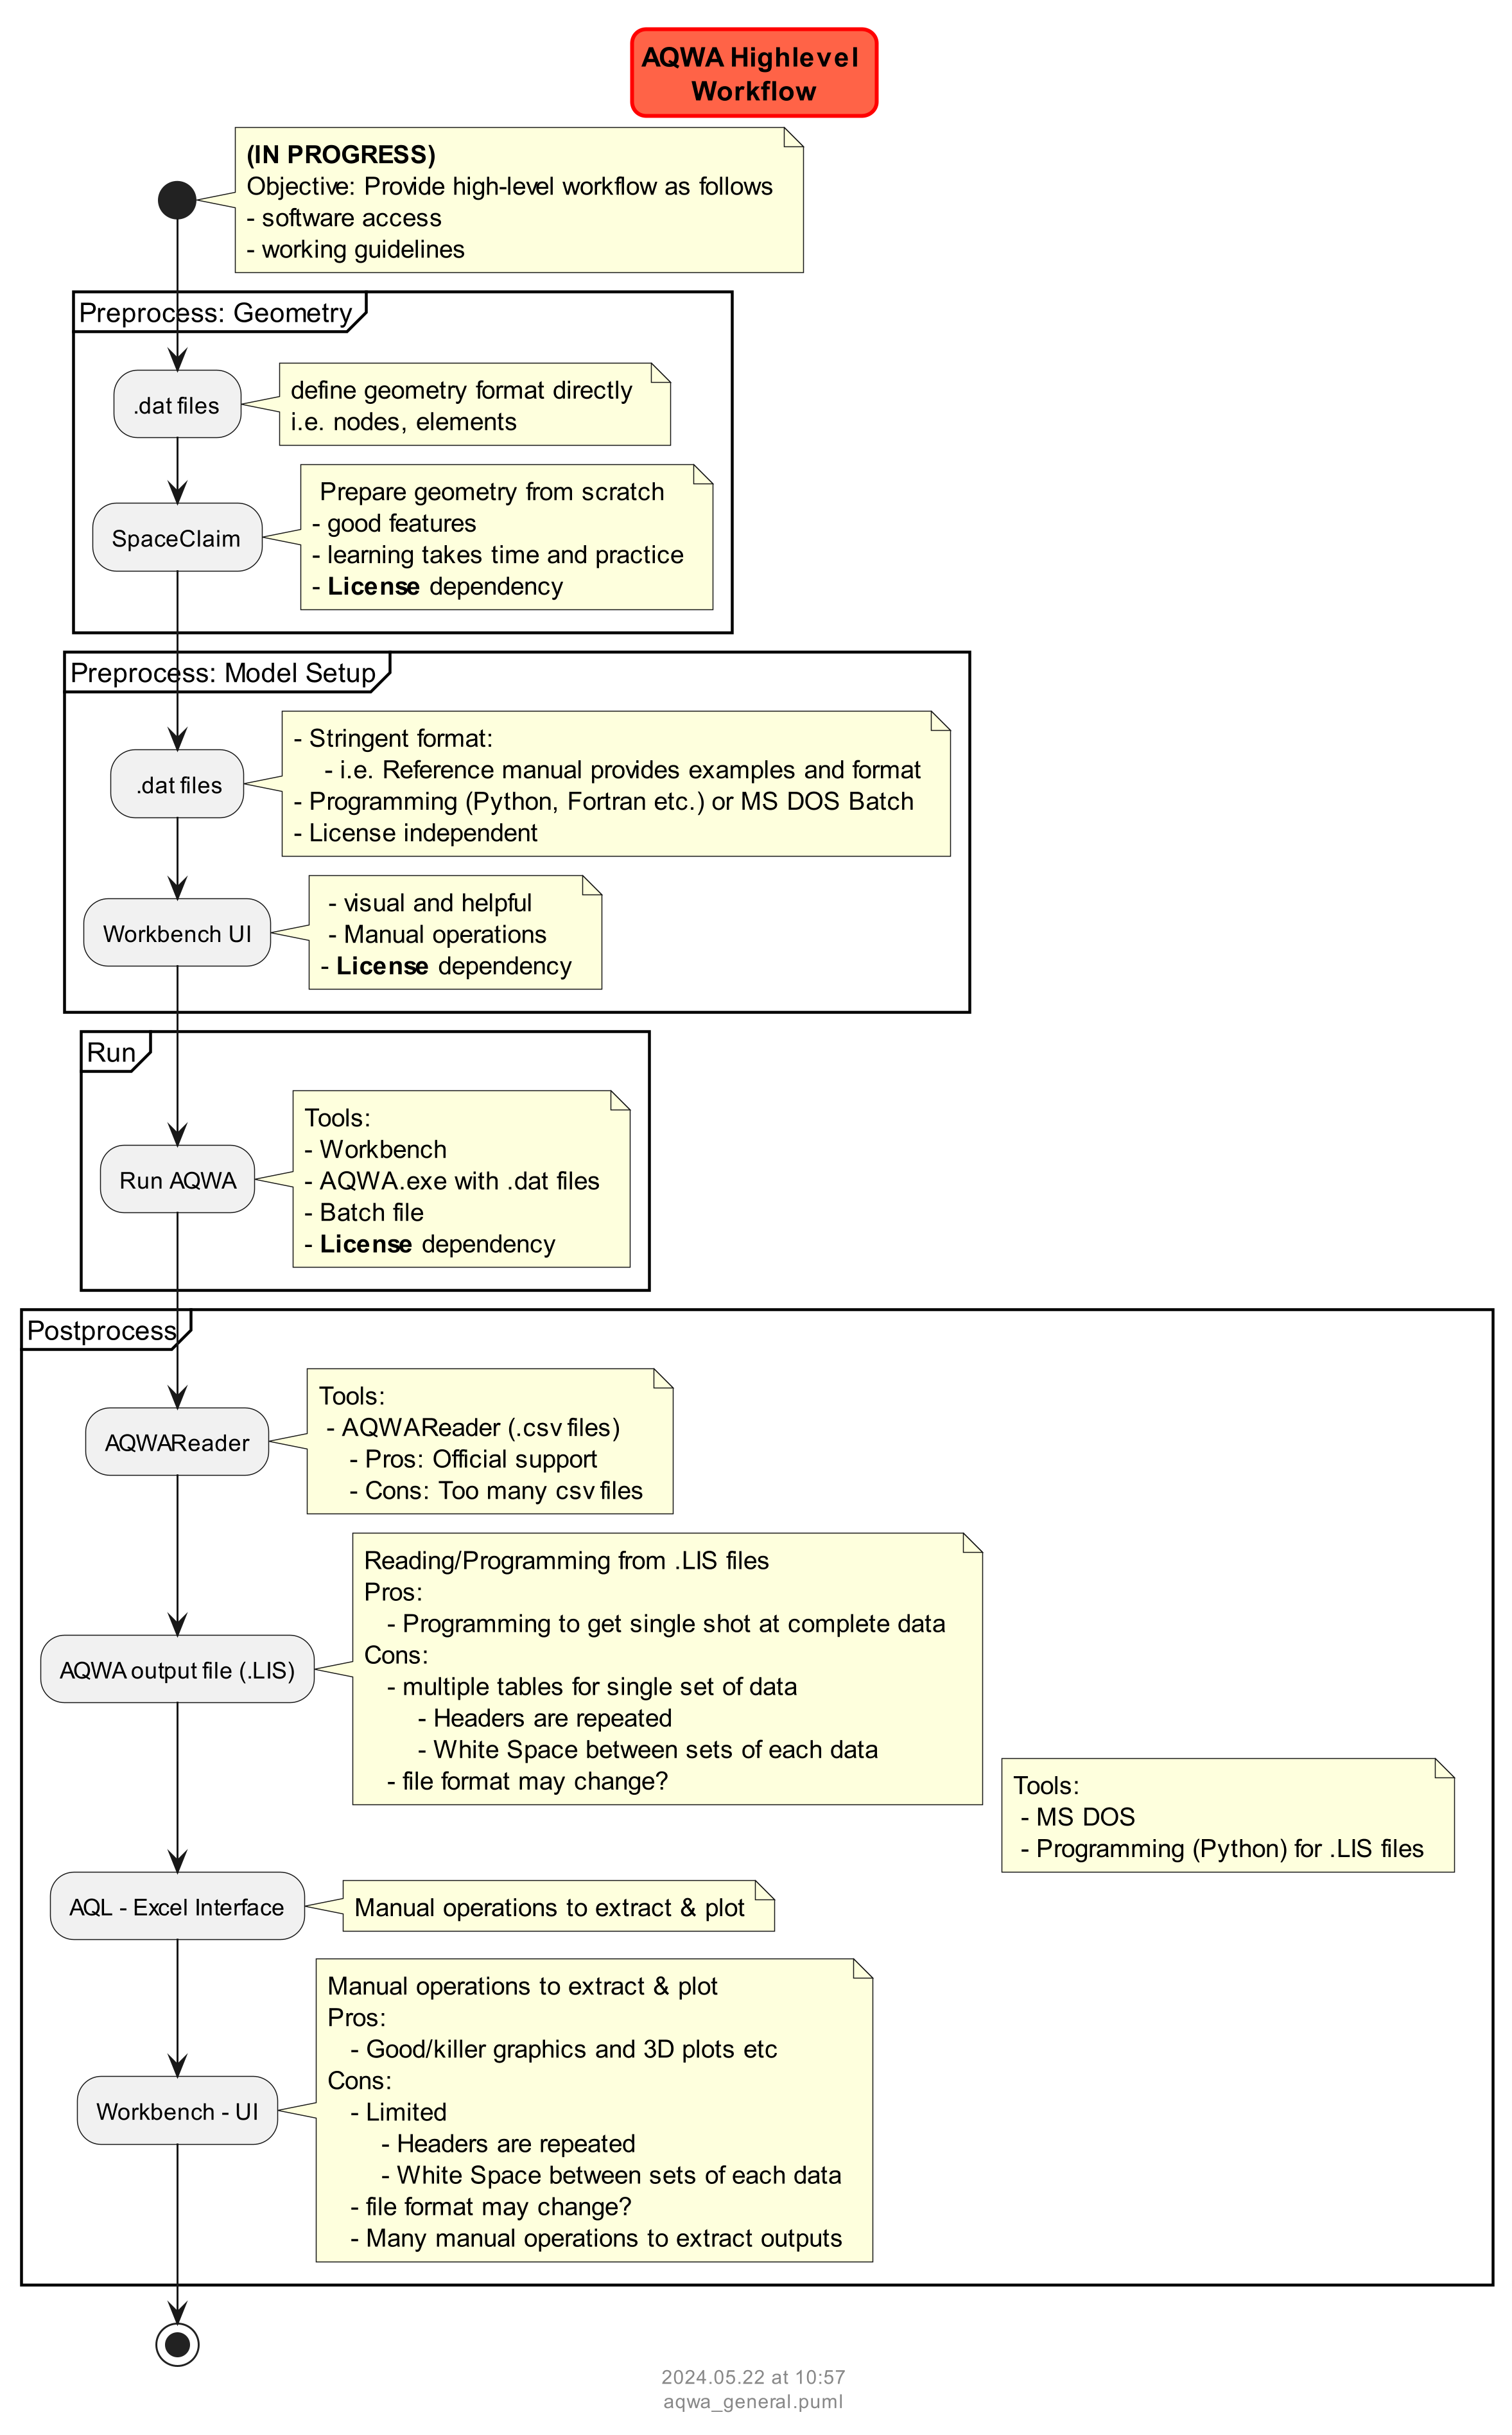 AQWA Highlevel
Workflow
(IN PROGRESS)
Objective: Provide high-level workflow as follows
- software access
- working guidelines
Preprocess: Geometry
.dat files
define geometry format directly
i.e. nodes, elements
SpaceClaim
Prepare geometry from scratch
- good features
- learning takes time and practice
- License dependency
Preprocess: Model Setup
.dat files
- Stringent format:
- i.e. Reference manual provides examples and format
- Programming (Python, Fortran etc.) or MS DOS Batch
- License independent
Workbench UI
- visual and helpful
- Manual operations
- License dependency
Run
Run AQWA
Tools:
- Workbench
- AQWA.exe with .dat files
- Batch file
- License dependency
Postprocess
AQWAReader
Tools:
- AQWAReader (.csv files)
- Pros: Official support
- Cons: Too many csv files
AQWA output file (.LIS)
Reading/Programming from .LIS files
Pros:
- Programming to get single shot at complete data
Cons:
- multiple tables for single set of data
- Headers are repeated
- White Space between sets of each data
- file format may change?
Tools:
- MS DOS
- Programming (Python) for .LIS files
AQL - Excel Interface
Manual operations to extract & plot
Workbench - UI
Manual operations to extract & plot
Pros:
- Good/killer graphics and 3D plots etc
Cons:
- Limited
- Headers are repeated
- White Space between sets of each data
- file format may change?
- Many manual operations to extract outputs
2024.05.22 at 10:57
aqwa_general.puml